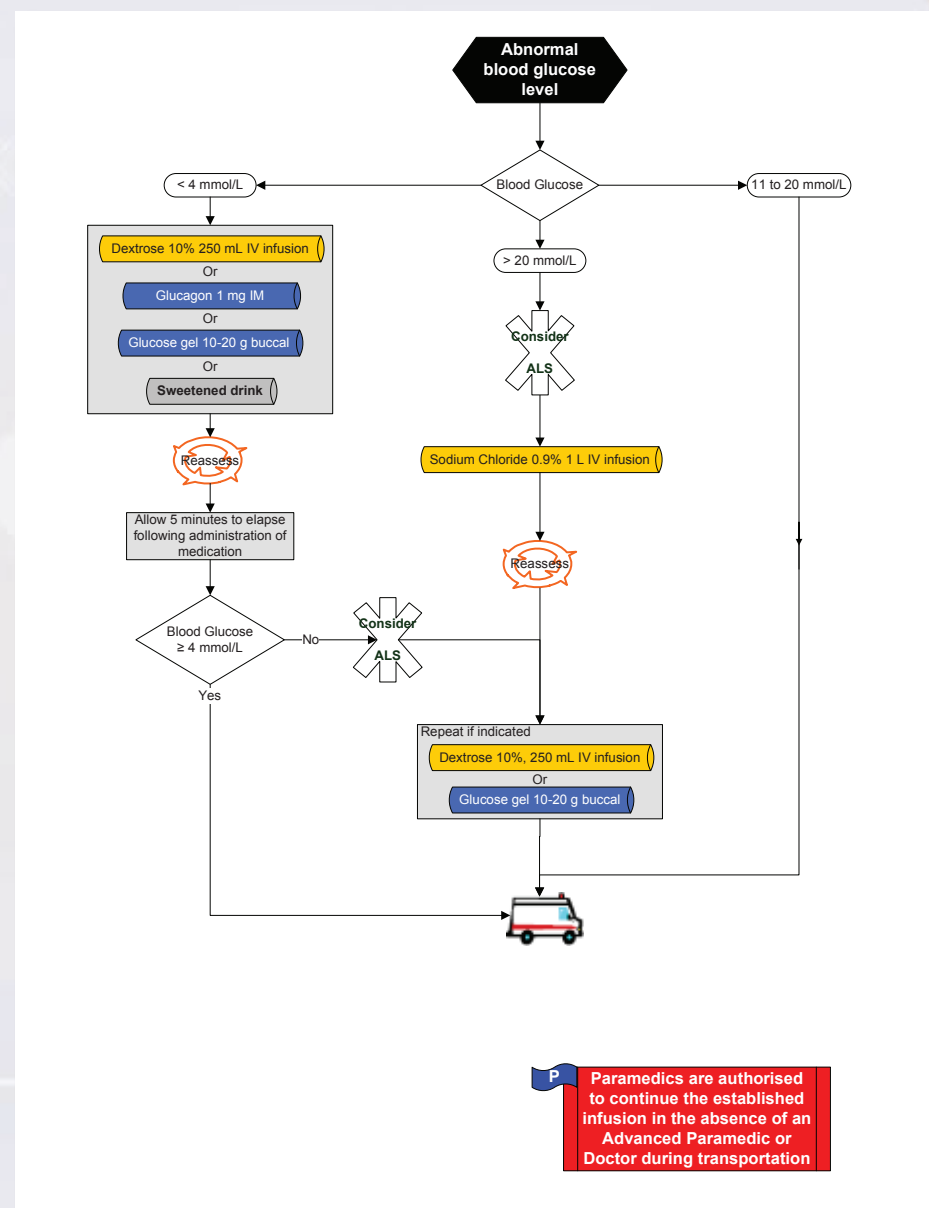 Abnormal
blood glucose
level
Blood Glucose
< 4 mmol/L
11 to 20 mmol/L
> 20 mmol/L
Dextrose 10% 250 mL IV infusion
Or
Glucagon 1 mg IM
Or
Glucose gel 10-20 g buccal
Or
Sweetened drink
Consider
ALS
Reassess
Sodium Chloride 0.9% 1 L IV infusion
Allow 5 minutes to elapse
following administration of
medication
Reassess
Blood Glucose
≥ 4 mmol/L
No
Consider
ALS
Yes
Repeat if indicated
Dextrose 10%, 250 mL IV infusion
Or
Glucose gel 10-20 g buccal
P
Paramedics are authorised
to continue the established
infusion in the absence of an
Advanced Paramedic or
Doctor during transportation